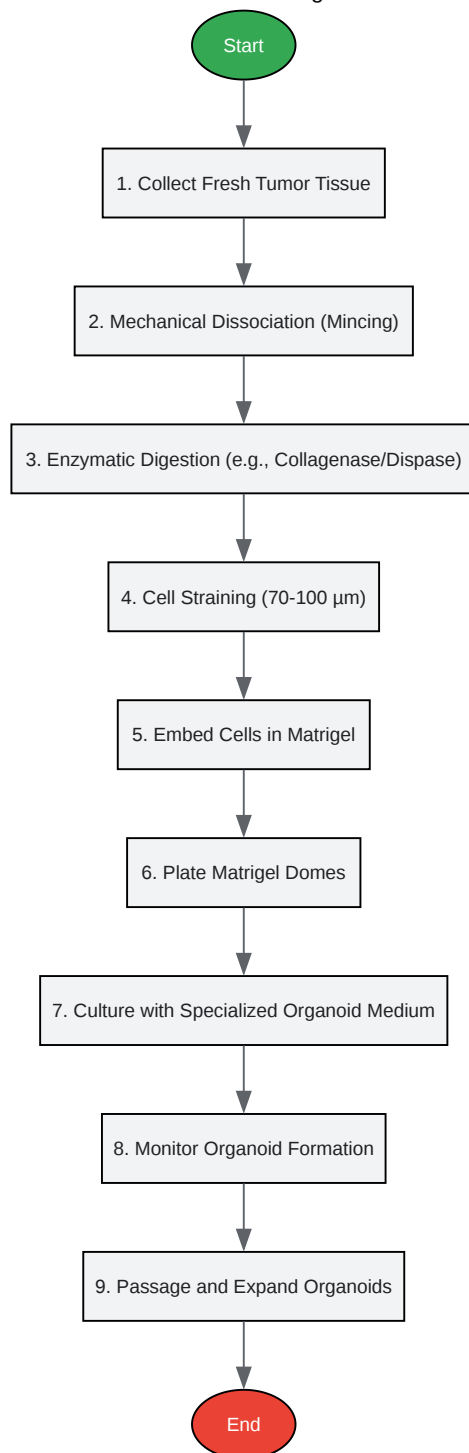 Start
1. Collect Fresh Tumor Tissue
2. Mechanical Dissociation (Mincing)
3. Enzymatic Digestion (e.g., Collagenase/Dispase)
4. Cell Straining (70-100 µm)
5. Embed Cells in Matrigel
6. Plate Matrigel Domes
7. Culture with Specialized Organoid Medium
8. Monitor Organoid Formation
9. Passage and Expand Organoids
End